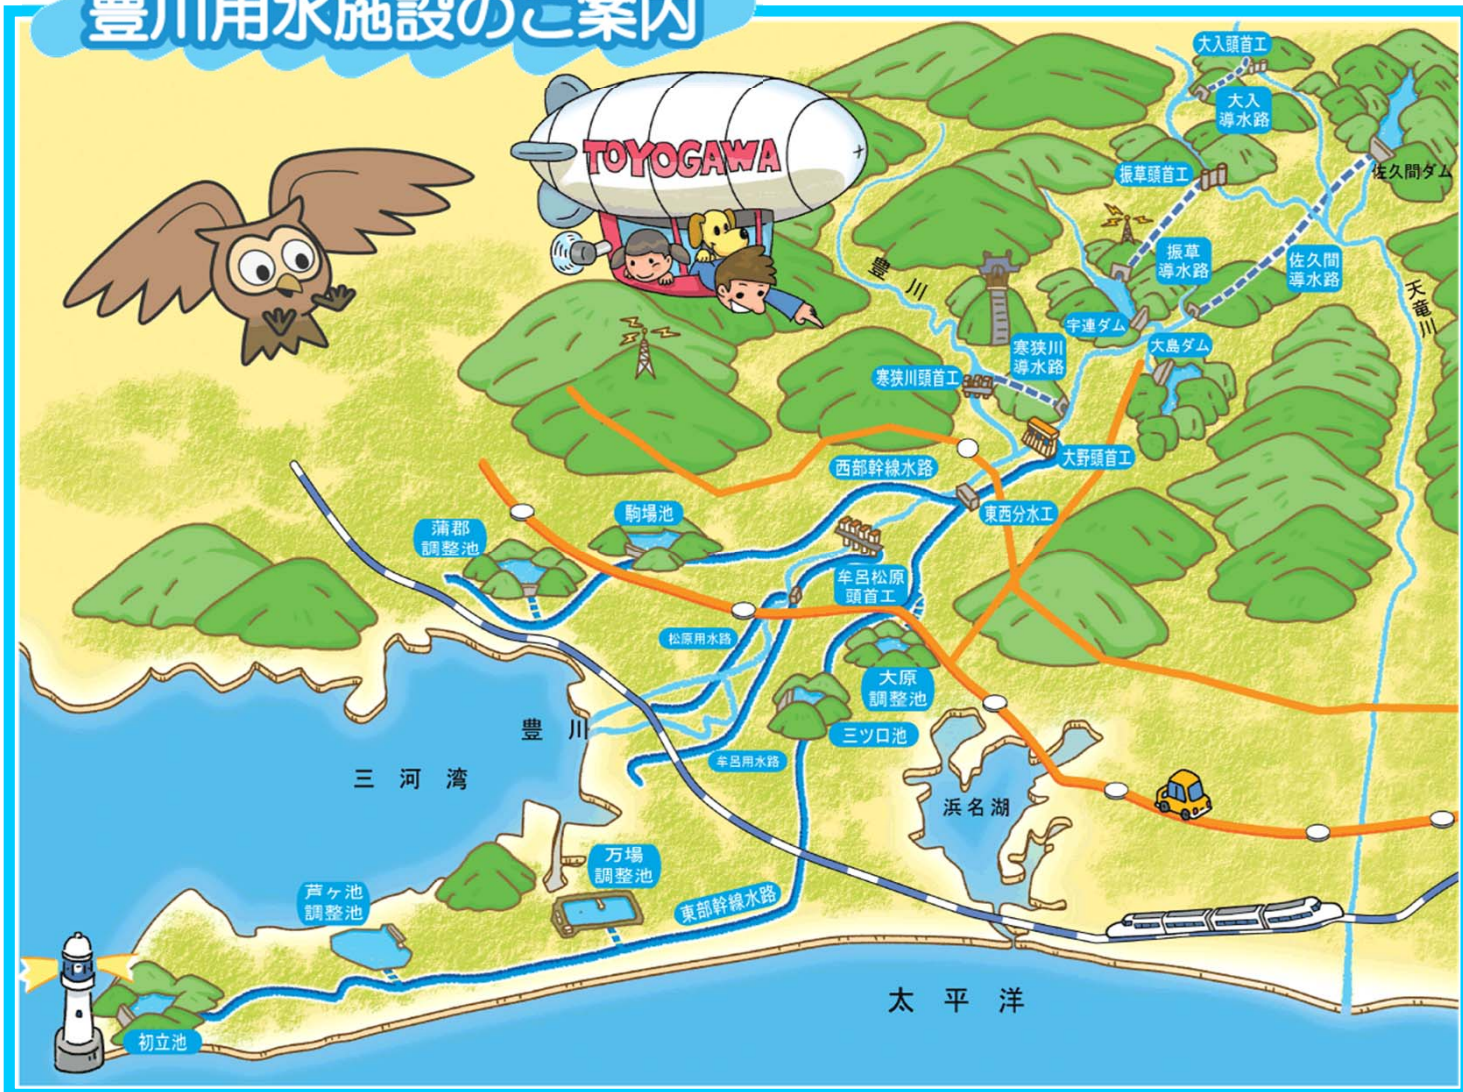 豊川用水施設のご案内
大入頭首工
大入
導水路
TOYOGAWA
振草頭首工
佐久間ダム
振草
導水路
佐久間
導水路
豊川
天竜川
宇連ダム
大島ダム
寒狭川
導水路
寒狭川頭首工
大野頭首工
西部幹線水路
東西分水工
駒場池
蒲郡
調整池
牟呂松原
頭首工
松原用水路
大原
調整池
豊川
三ツ口池
牟呂用水路
三河湾
浜名湖
万場
調整池
芦ヶ池
調整池
東部幹線水路
太平洋
初立池